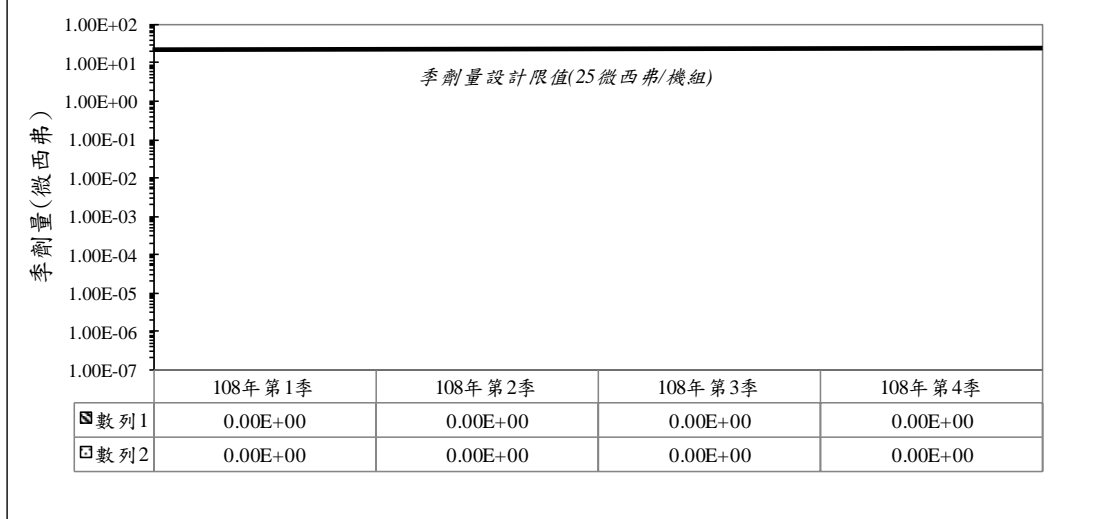 1.00E+02
1.00E+01
1.00E+00
1.00E-01
1.00E-02
1.00E-03
1.00E-04
1.00E-05
1.00E-06
1.00E-07
季劑量(微西弗)
季劑量設計限值(25微西弗/機組)
108年第1季 108年第2季 108年第3季 108年第4季
數列1 0.00E+00 0.00E+00 0.00E+00 0.00E+00
數列2 0.00E+00 0.00E+00 0.00E+00 0.00E+00